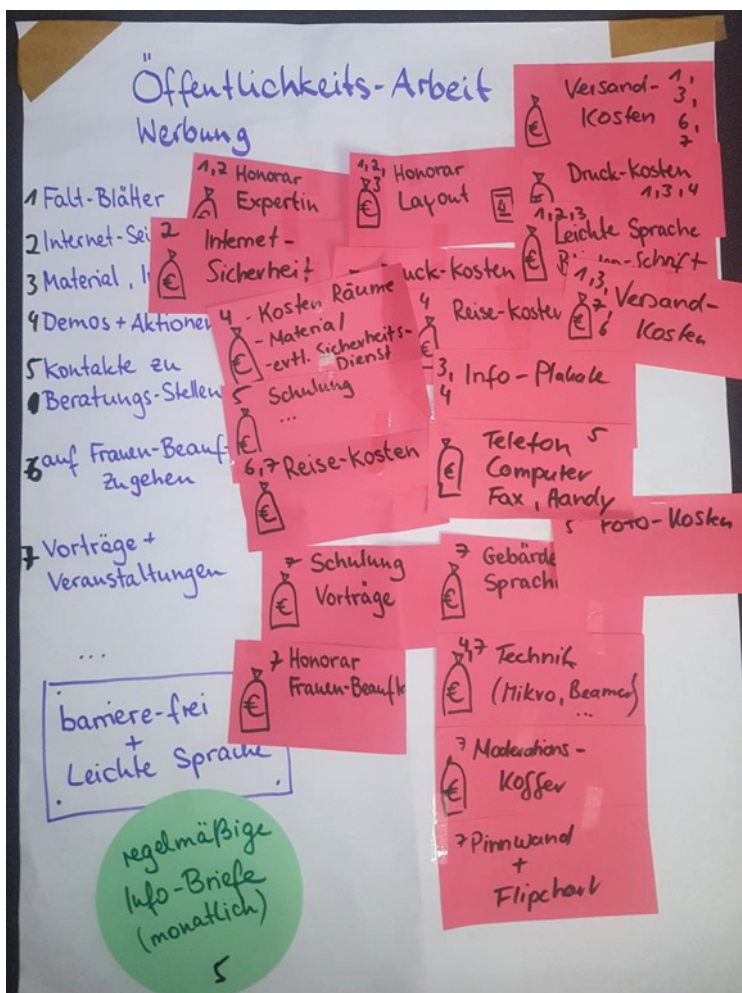 Öffentlichkeits-Arbeit
Werbung
1 Falt-Blätter
2 Internet-Sei
3 Material, I
4 Demos + Aktionen
5 Kontakte zu
Beratungs-Stellen
6 auf Frauen-Beauf-
zugehen
7 Vorträge +
Veranstaltungen
...
barriere-frei
+
Leichte Sprache
regelmäßige
Info-Briefe
(monatlich)
5
1,2 Honorar
Expertin
1,2,
3
Honorar
Layout
4
Versand-
Kosten
1,
3,
6,
7
Druck-Kosten
1,3,4
2 Internet-
Sicherheit
uck-Kosten
1,2,3
Leichte Sprache
-Schrift
4 - Kosten Räume
- Material
- evtl. Sicherheits-
Dienst
4
Reise-Kosten
1,3,
7,
6
Versand-
Kosten
5 Schulung
...
3,
4
Info-Plakate
6,7 Reise-Kosten
Telefon 5
Computer
Fax, Handy
5 FOTO-Kosten
7 Schulung
Vorträge
7 Gebärde
Sprach
7 Honorar
Frauen-Beauft
4,7 Technik
(Mikro, Beamer)
...
7 Moderations-
Koffer
7 Pinnwand
+
Flipchart